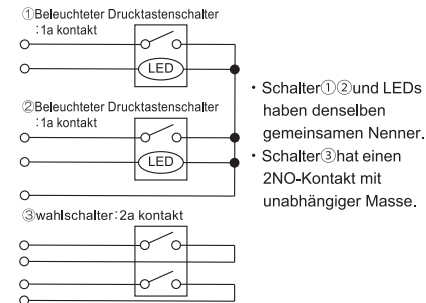 ①Beleuchteter Drucktastenschalter
:1a kontakt
LED
②Beleuchteter Drucktastenschalter
:1a kontakt
LED
③wahlschalter:2a kontakt
・Schalter①②und LEDs
haben denselben
gemeinsamen Nenner.
・Schalter③hat einen
2NO-Kontakt mit
unabhängiger Masse.